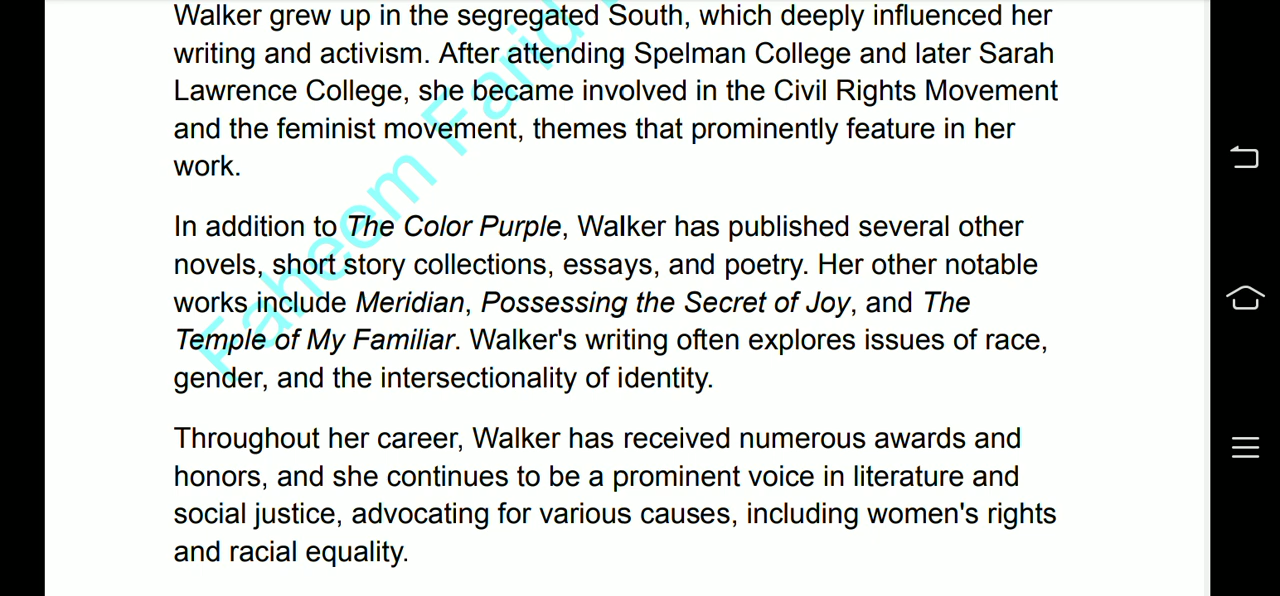 Walker grew up in the segregated South, which deeply influenced her
writing and activism. After attending Spelman College and later Sarah
Lawrence College, she became involved in the Civil Rights Movement
and the feminist movement, themes that prominently feature in her
work.
In addition to The Color Purple, Walker has published several other
novels, short story collections, essays, and poetry. Her other notable
works include Meridian, Possessing the Secret of Joy, and The
Temple of My Familiar. Walker's writing often explores issues of race,
gender, and the intersectionality of identity.
Throughout her career, Walker has received numerous awards and
honors, and she continues to be a prominent voice in literature and
social justice, advocating for various causes, including women's rights
and racial equality.
Faheem Farid